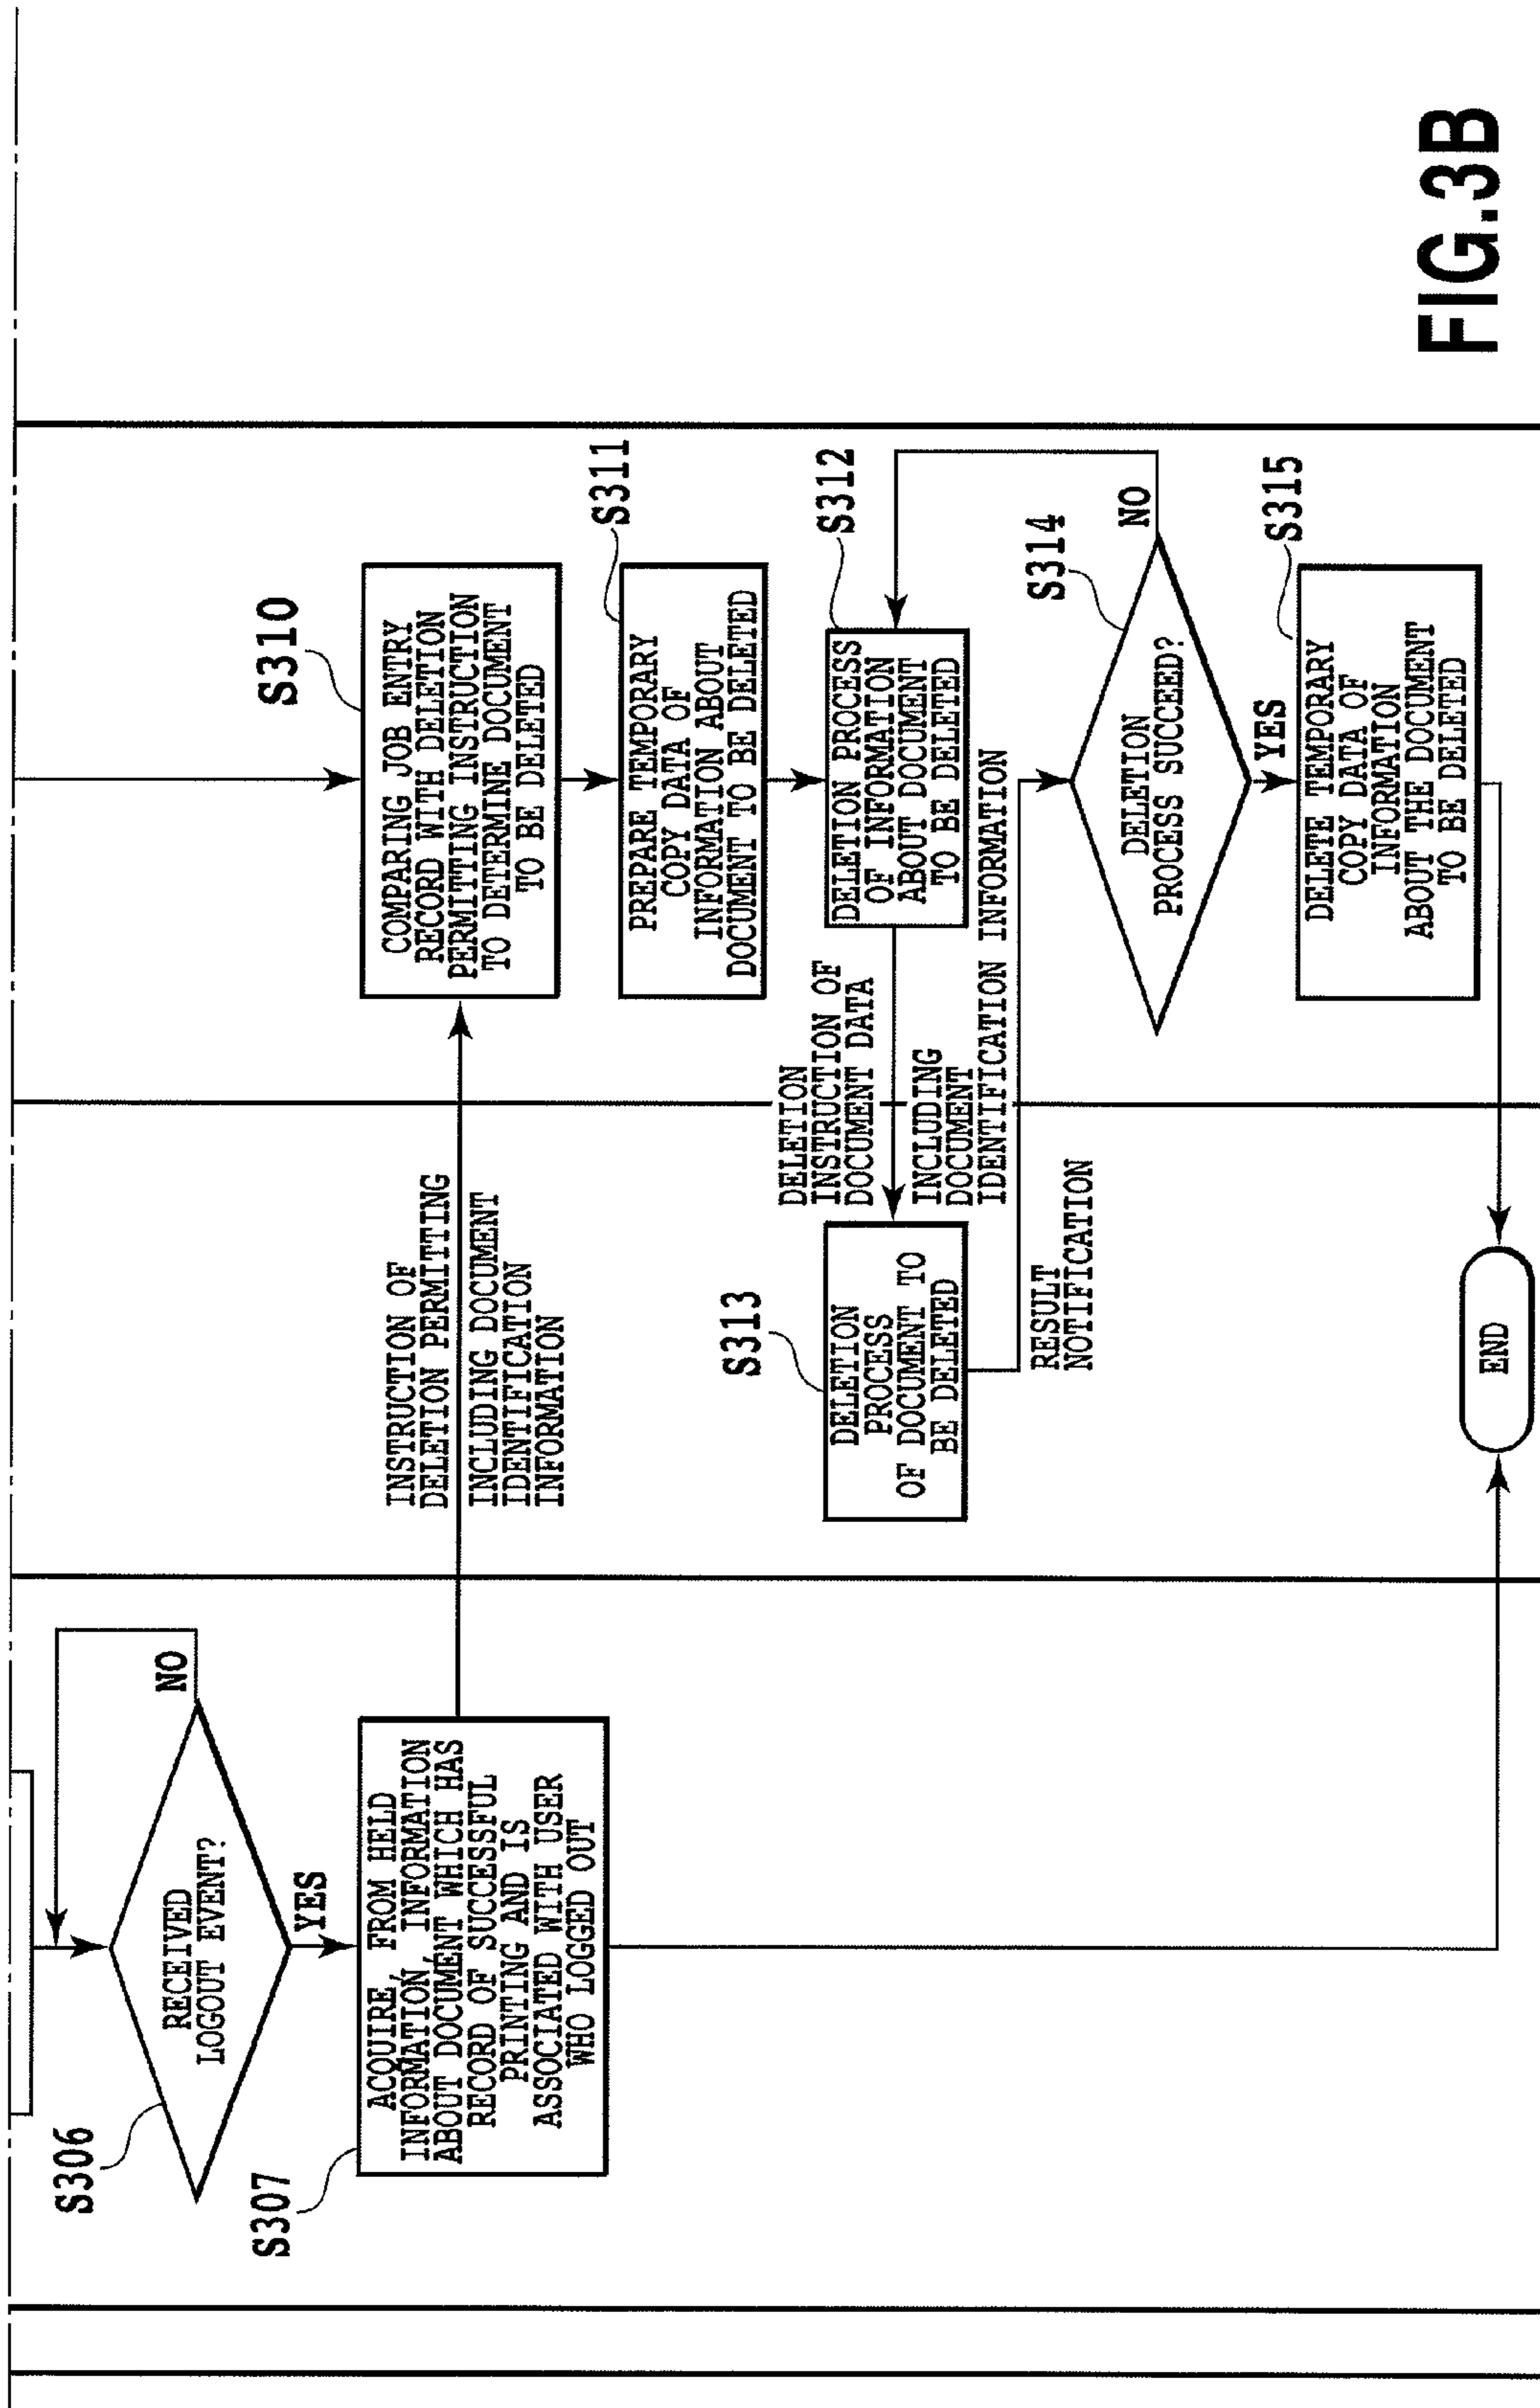 S306
RECEIVED
LOGOUT EVENT?
NO
YES
S307
ACQUIRE, FROM HELD
INFORMATION, INFORMATION
ABOUT DOCUMENT WHICH HAS
RECORD OF SUCCESSFUL
PRINTING AND IS
ASSOCIATED WITH USER
WHO LOGGED OUT
INSTRUCTION OF
DELETION PERMITTING
INCLUDING DOCUMENT
IDENTIFICATION
INFORMATION
S310
COMPARING JOB ENTRY
RECORD WITH DELETION
PERMITTING INSTRUCTION
TO DETERMINE DOCUMENT
TO BE DELETED
S311
PREPARE TEMPORARY
COPY DATA OF
INFORMATION ABOUT
DOCUMENT TO BE DELETED
S312
DELETION PROCESS
OF INFORMATION
ABOUT DOCUMENT
TO BE DELETED
DELETION
INSTRUCTION OF
DOCUMENT DATA
INCLUDING
DOCUMENT
IDENTIFICATION INFORMATION
S313
DELETION
PROCESS
OF DOCUMENT TO
BE DELETED
RESULT
NOTIFICATION
S314
DELETION
PROCESS SUCCEED?
NO
YES
S315
DELETE TEMPORARY
COPY DATA OF
INFORMATION
ABOUT THE DOCUMENT
TO BE DELETED
END
FIG.3B